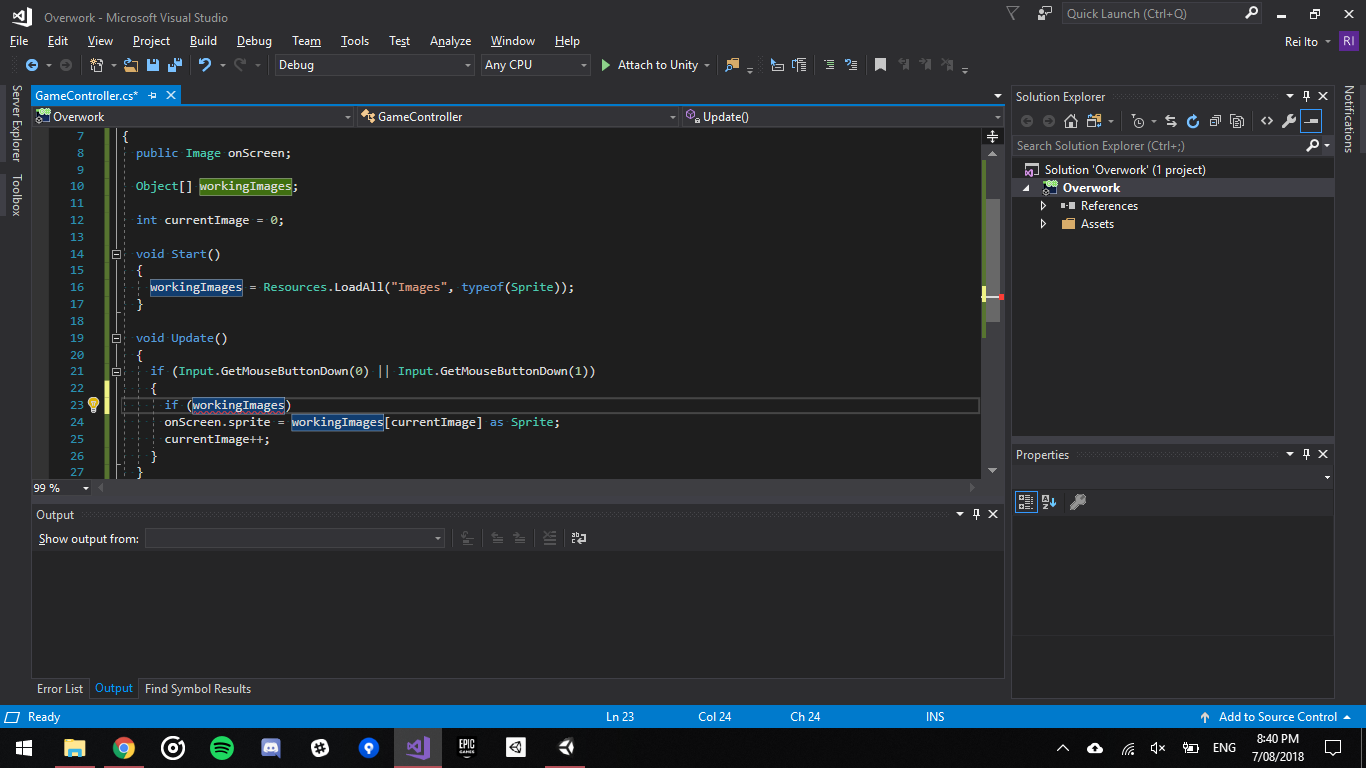 Overwork - Microsoft Visual Studio
Quick Launch (Ctrl+Q)
File Edit View Project Build Debug Team Tools Test Analyze Window Help
Rei Ito RI
Debug Any CPU Attach to Unity
Server Explorer
Toolbox
GameController.cs*
Overwork GameController Update()
7 {
8 public Image onScreen;
9
10 Object[] workingImages;
11
12 int currentImage = 0;
13
14 void Start()
15 {
16 workingImages = Resources.LoadAll("Images", typeof(Sprite));
17 }
18
19 void Update()
20 {
21 if (Input.GetMouseButtonDown(0) || Input.GetMouseButtonDown(1))
22 {
23 if (workingImages)
24 onScreen.sprite = workingImages[currentImage] as Sprite;
25 currentImage++;
26 }
27 }
99 %
Output
Show output from:
Error List Output Find Symbol Results
Solution Explorer
Search Solution Explorer (Ctrl+;)
Solution 'Overwork' (1 project)
Overwork
References
Assets
Properties
Notifications
Ready Ln 23 Col 24 Ch 24 INS Add to Source Control
EPIC
GAMES
ENG
8:40 PM
7/08/2018